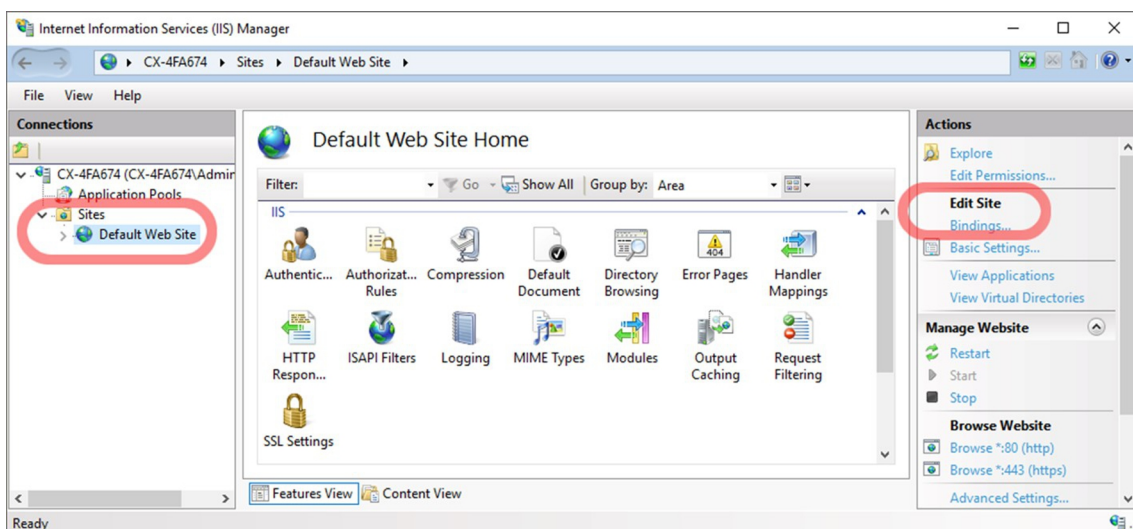 Internet Information Services (IIS) Manager
CX-4FA674 Sites Default Web Site
File View Help
Connections
CX-4FA674 (CX-4FA674\Admin
Application Pools
Sites
Default Web Site
Default Web Site Home
Filter: Go Show All Group by: Area
IIS
Authentic... Authorizat... Compression Default Directory Error Pages Handler
Rules Document Browsing Mappings
404
HTTP ISAPI Filters Logging MIME Types Modules Output Request
Respon... Caching Filtering
SSL Settings
Features View Content View
Actions
Explore
Edit Permissions...
Edit Site
Bindings...
Basic Settings...
View Applications
View Virtual Directories
Manage Website
Restart
Start
Stop
Browse Website
Browse *:80 (http)
Browse *:443 (https)
Advanced Settings...
Ready